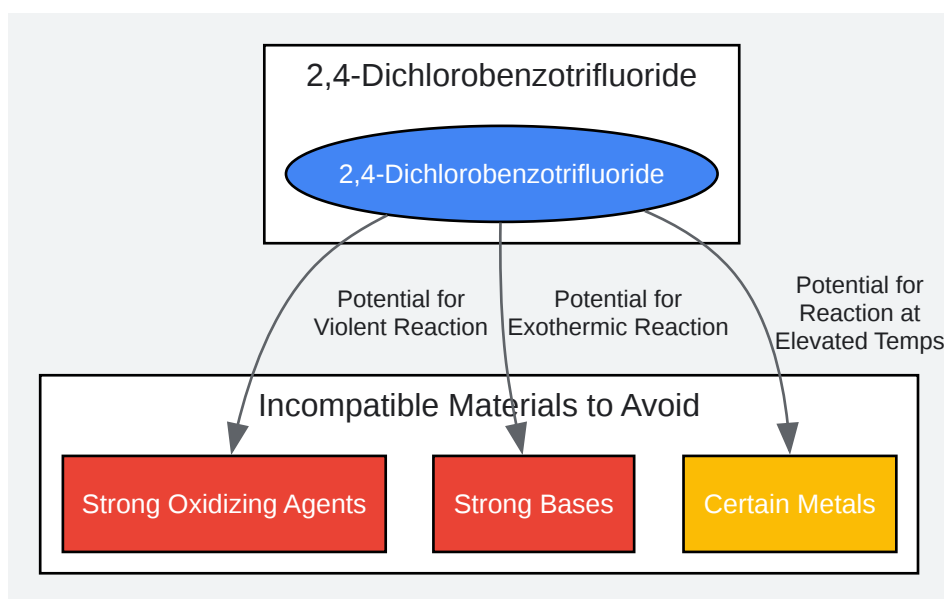 2,4-Dichlorobenzotrifluoride
2,4-Dichlorobenzotrifluoride
Potential for
Violent Reaction
Potential for
Exothermic Reaction
Potential for
Reaction at
Elevated Temps
Incompatible Materials to Avoid
Strong Oxidizing Agents
Strong Bases
Certain Metals